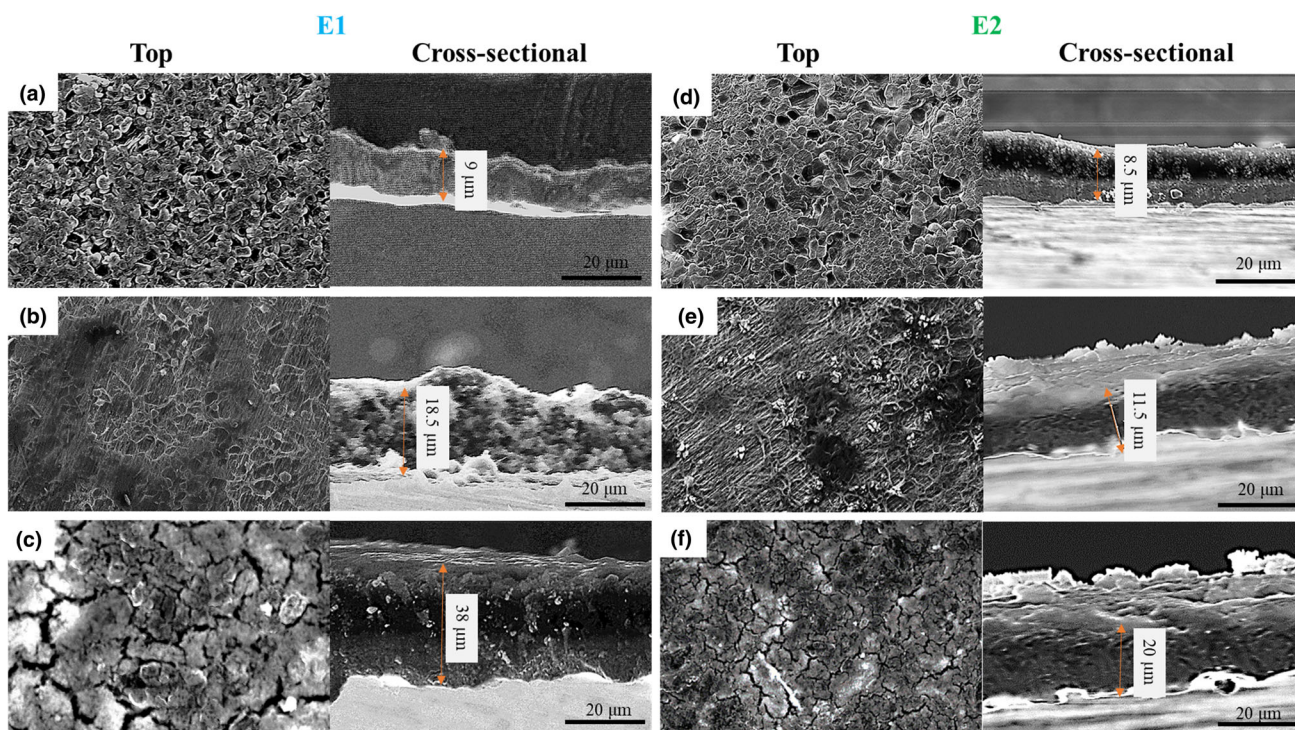 E1
E2
Top
Cross-sectional
Top
Cross-sectional
(a)
9 μm
20 μm
(d)
8.5 μm
20 μm
(b)
18.5 μm
20 μm
(e)
11.5 μm
20 μm
(c)
38 μm
20 μm
(f)
20 μm
20 μm